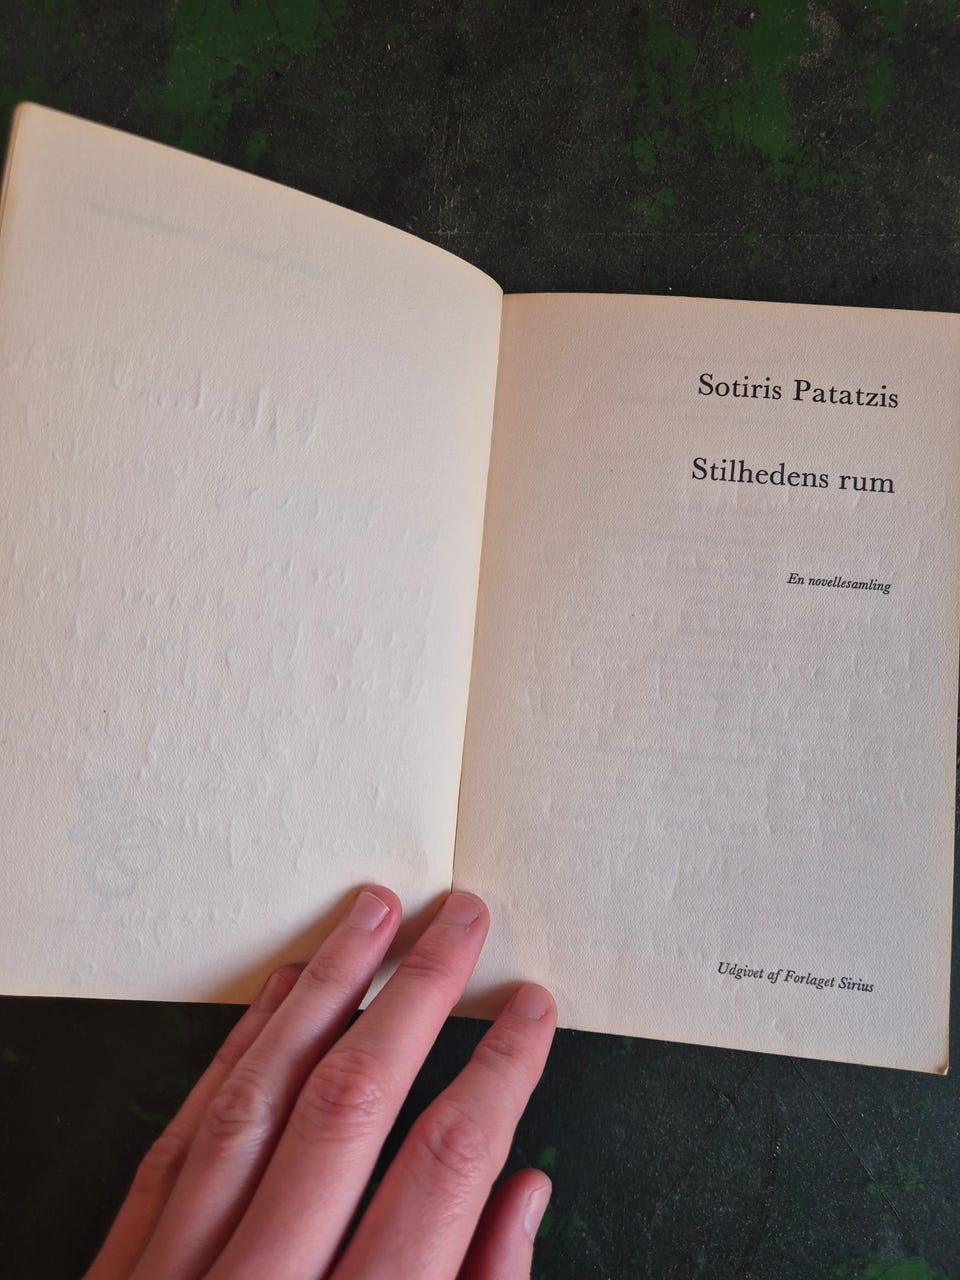 Sotiris Patatzis
Stilhedens rum
En novellesamling
Udgivet af Forlaget Sirius